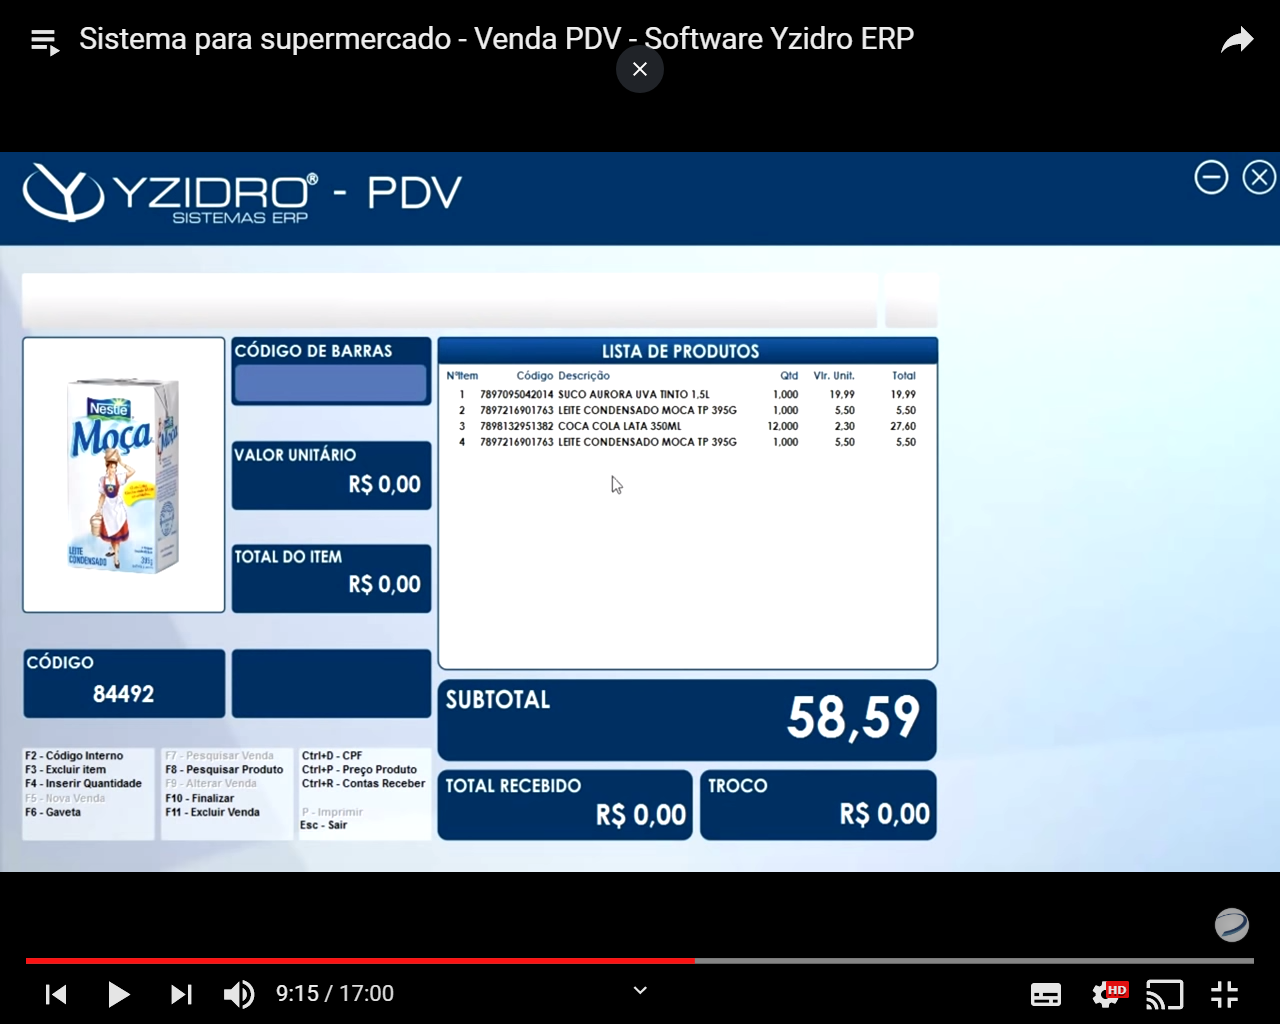 Sistema para supermercado - Venda PDV - Software Yzidro ERP
YZIDRO® - PDV
SISTEMAS ERP
CÓDIGO DE BARRAS
LISTA DE PRODUTOS
NºItem Código Descrição Qtd Vlr. Unit. Total
1 7897095042014 SUCO AURORA UVA TINTO 1,5L 1,000 19,99 19,99
2 7897216901763 LEITE CONDENSADO MOCA TP 395G 1,000 5,50 5,50
3 7898132951382 COCA COLA LATA 350ML 12,000 2,30 27,60
4 7897216901763 LEITE CONDENSADO MOCA TP 395G 1,000 5,50 5,50
Nestlé
Moça
LEITE
CONDENSADO
VALOR UNITÁRIO
R$ 0,00
TOTAL DO ITEM
R$ 0,00
CÓDIGO
84492
SUBTOTAL
58,59
TOTAL RECEBIDO
R$ 0,00
TROCO
R$ 0,00
F2 - Código Interno
F3 - Excluir item
F4 - Inserir Quantidade
F5 - Nova Venda
F6 - Gaveta
F7 - Pesquisar Venda
F8 - Pesquisar Produto
F9 - Alterar Venda
F10 - Finalizar
F11 - Excluir Venda
Ctrl+D - CPF
Ctrl+P - Preço Produto
Ctrl+R - Contas Receber
P - Imprimir
Esc - Sair
9:15 / 17:00
HD